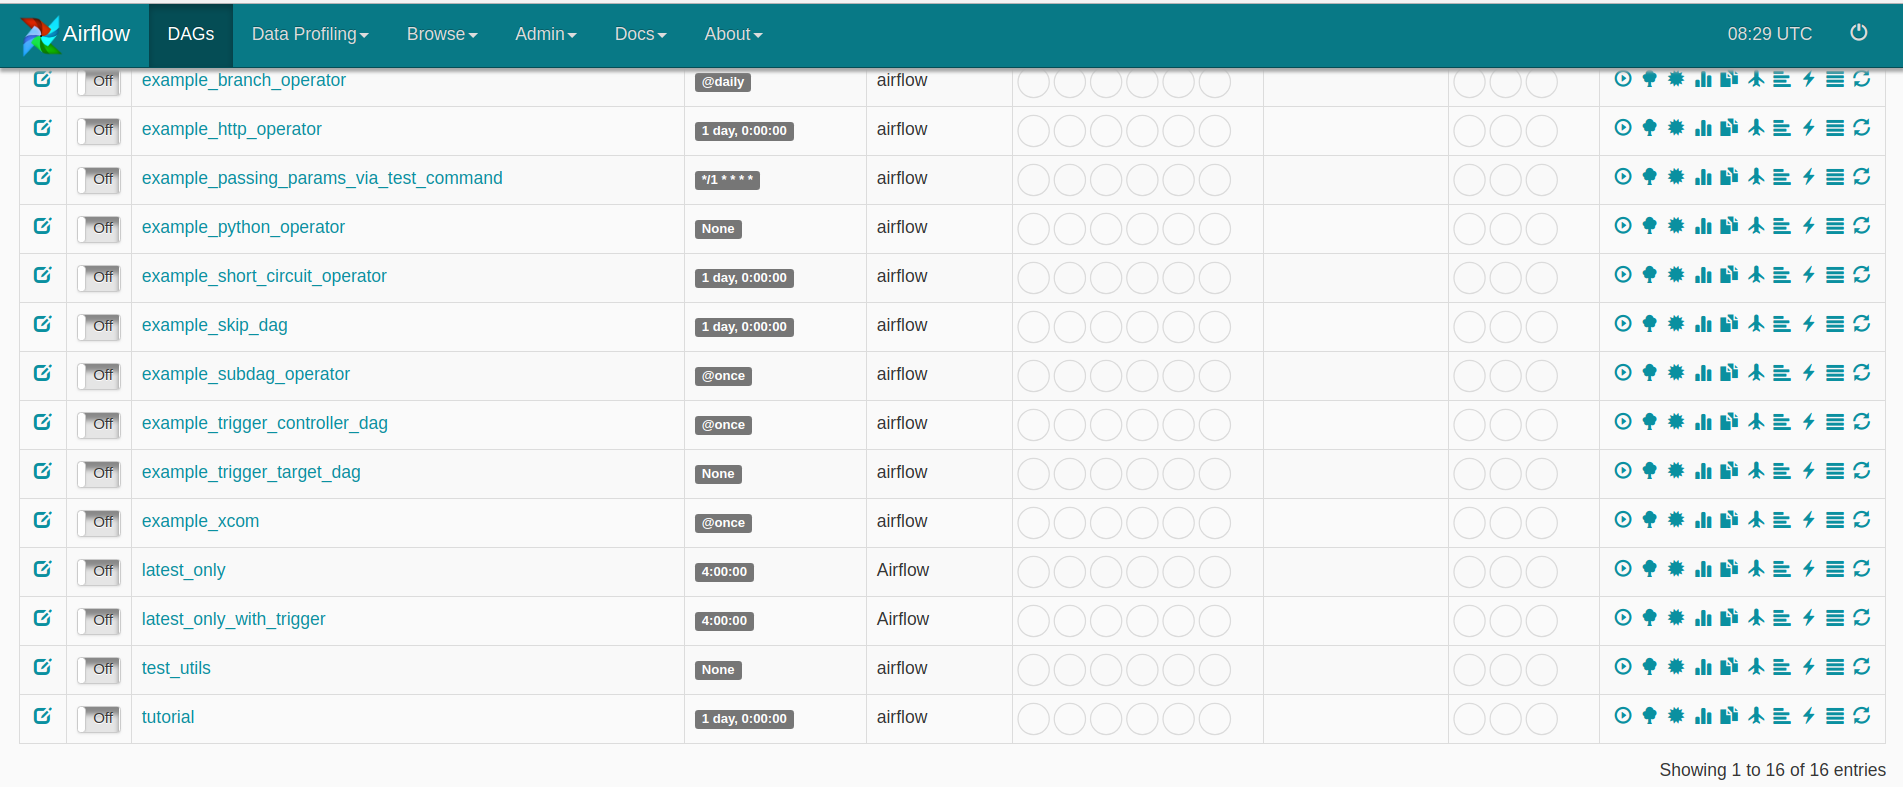 Airflow DAGs Data Profiling Browse Admin Docs About 08:29 UTC
Off example_branch_operator @daily airflow
Off example_http_operator 1 day, 0:00:00 airflow
Off example_passing_params_via_test_command */1 * * * * airflow
Off example_python_operator None airflow
Off example_short_circuit_operator 1 day, 0:00:00 airflow
Off example_skip_dag 1 day, 0:00:00 airflow
Off example_subdag_operator @once airflow
Off example_trigger_controller_dag @once airflow
Off example_trigger_target_dag None airflow
Off example_xcom @once airflow
Off latest_only 4:00:00 Airflow
Off latest_only_with_trigger 4:00:00 Airflow
Off test_utils None airflow
Off tutorial 1 day, 0:00:00 airflow
Showing 1 to 16 of 16 entries